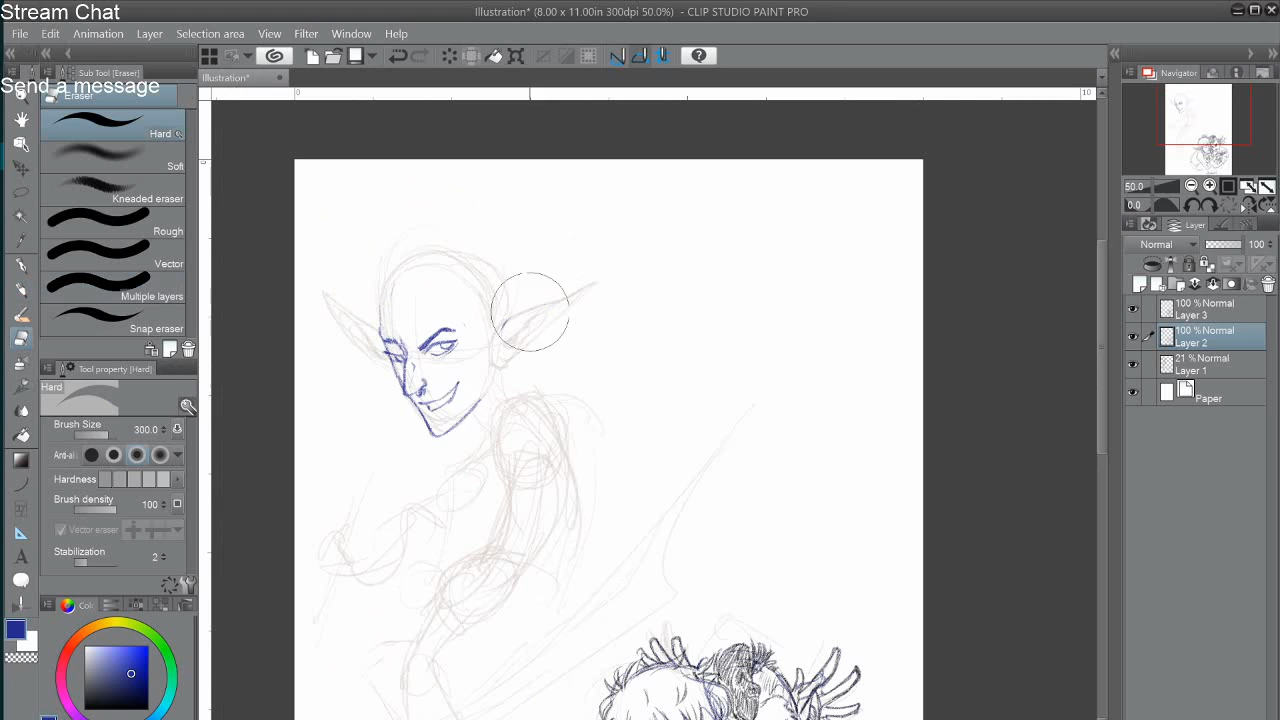 Stream Chat
Illustration* (8.00 x 11.00in 300dpi 50.0%) - CLIP STUDIO PAINT PRO
File Edit Animation Layer Selection area View Filter Window Help
Sub Tool [Eraser]
Illustration*
Navigator
Send a message
Eraser
0
10
Hard
Soft
Kneaded eraser
50.0
Rough
0.0
Layer
Vector
Normal 100
Multiple layers
100 % Normal
Layer 3
Snap eraser
100 % Normal
Layer 2
Tool property [Hard]
21 % Normal
Layer 1
Hard
Paper
Brush Size 300.0
Anti-al
Hardness
Brush density 100
Vector eraser
Stabilization 2
Col